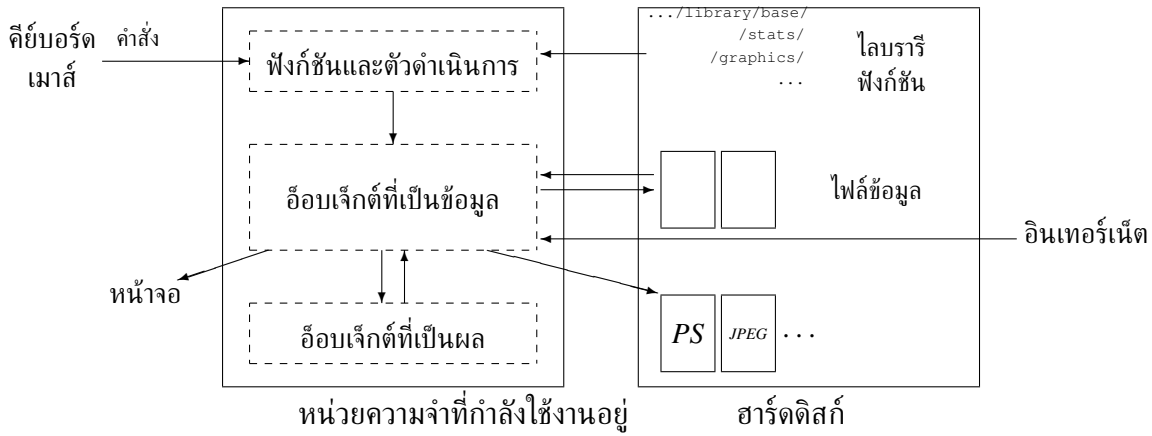 คีย์บอร์ด
เมาส์
คำสั่ง
ฟังก์ชันและตัวดำเนินการ
.../library/base/
/stats/
/graphics/
...
ไลบรารี
ฟังก์ชัน
อ็อบเจ็กต์ที่เป็นข้อมูล
ไฟล์ข้อมูล
อินเทอร์เน็ต
หน้าจอ
อ็อบเจ็กต์ที่เป็นผล
PS
JPEG
...
หน่วยความจำที่กำลังใช้งานอยู่
ฮาร์ดดิสก์